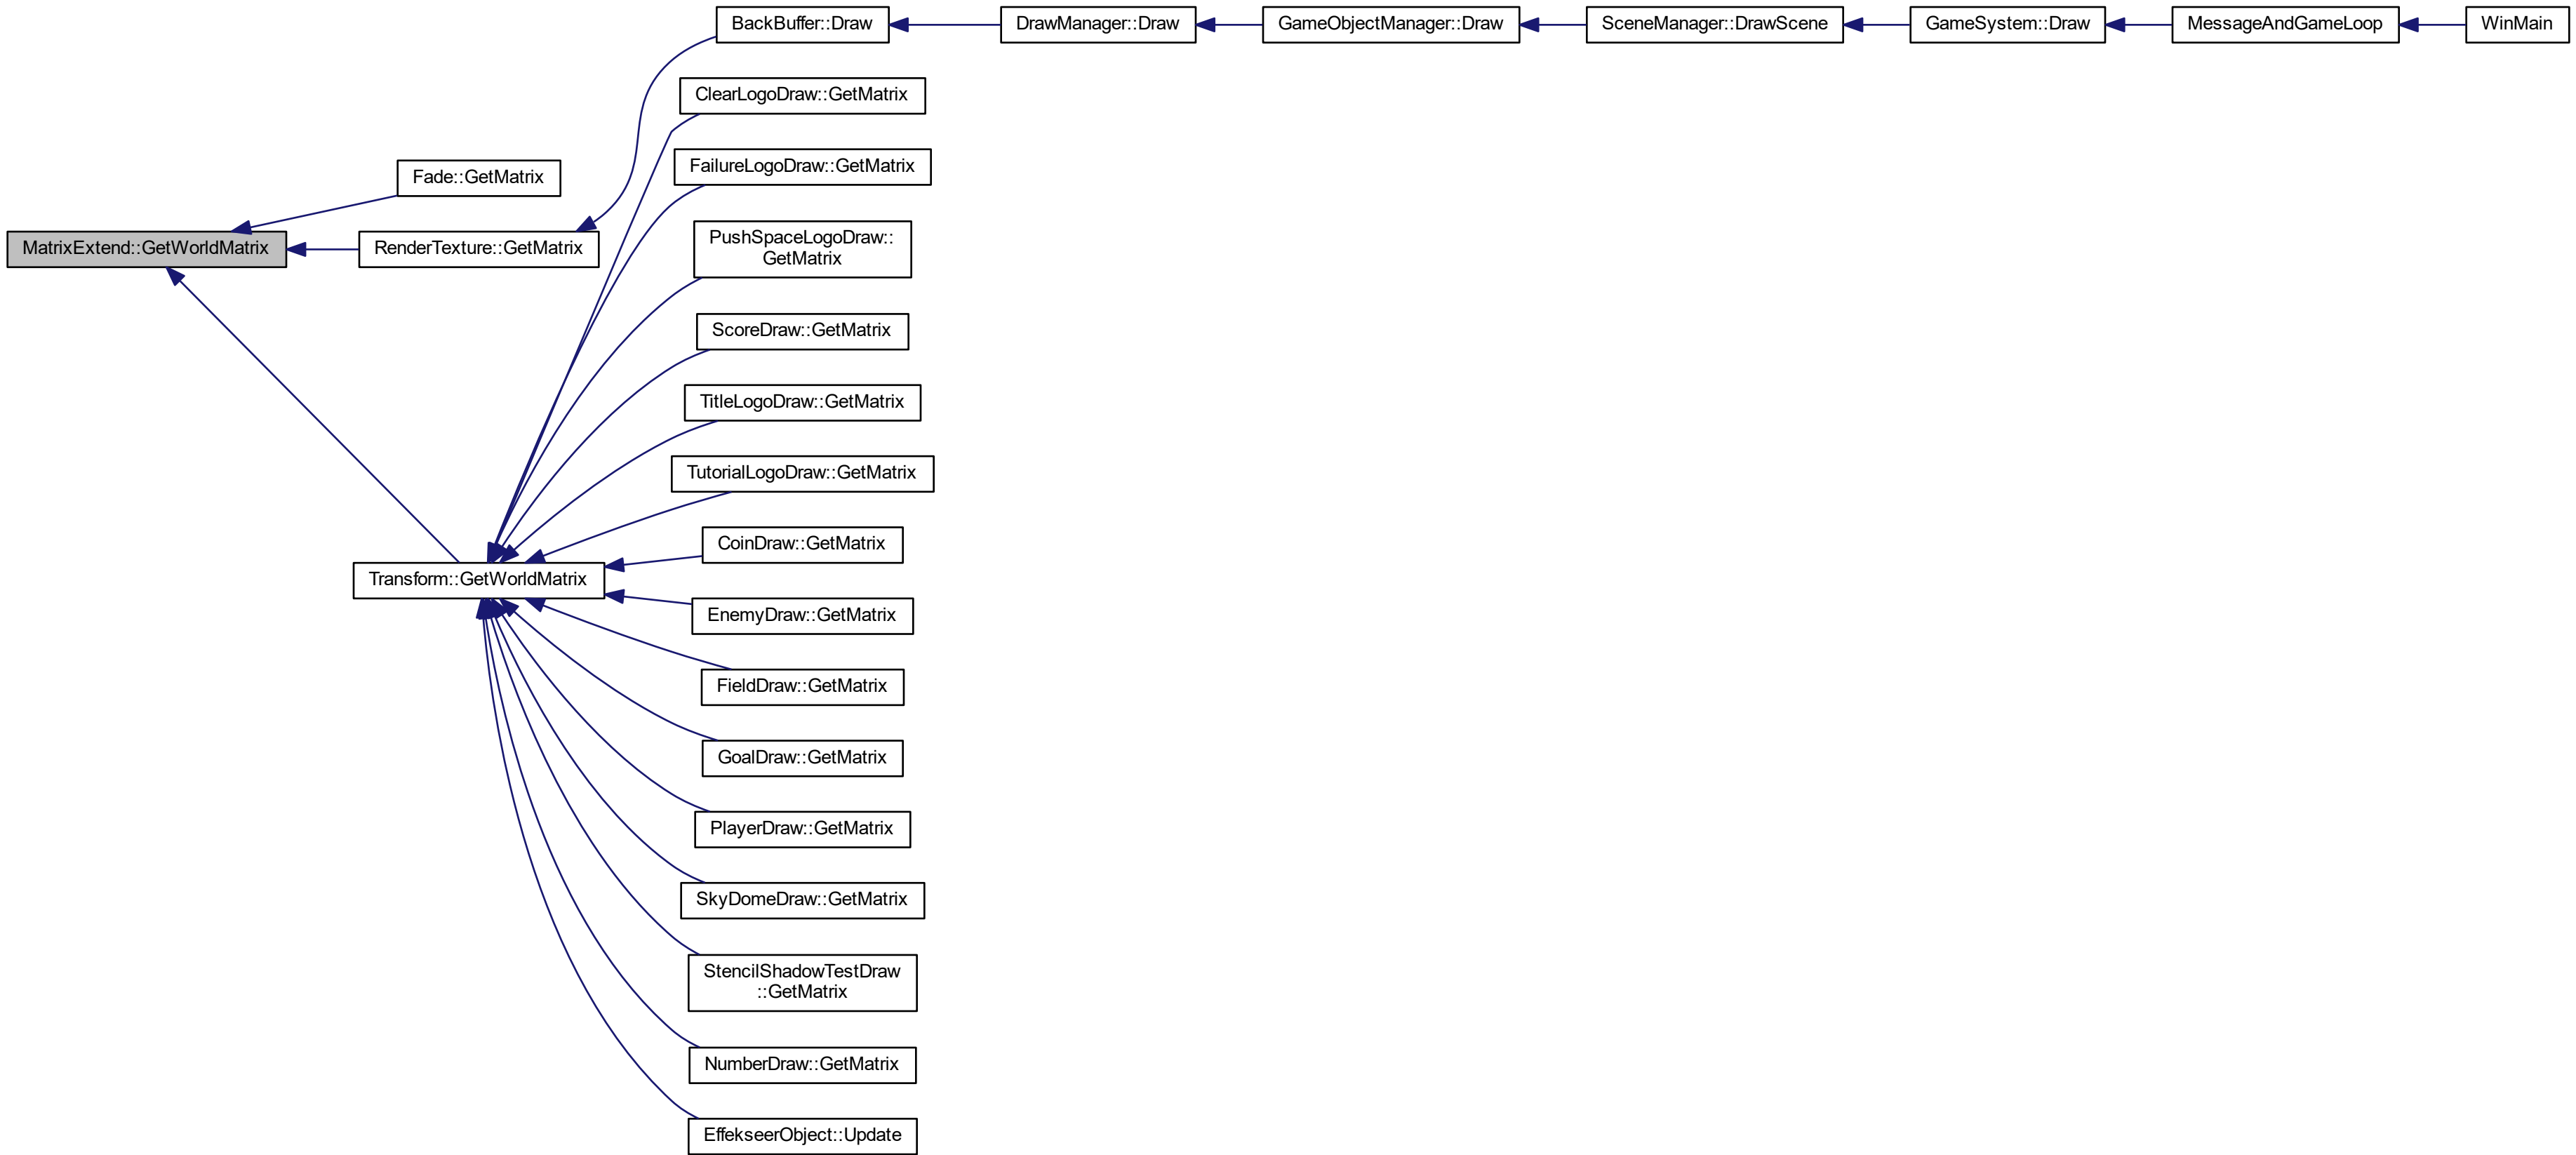 BackBuffer::Draw
DrawManager::Draw
GameObjectManager::Draw
SceneManager::DrawScene
GameSystem::Draw
MessageAndGameLoop
WinMain
ClearLogoDraw::GetMatrix
FailureLogoDraw::GetMatrix
Fade::GetMatrix
PushSpaceLogoDraw::
GetMatrix
MatrixExtend::GetWorldMatrix
RenderTexture::GetMatrix
ScoreDraw::GetMatrix
TitleLogoDraw::GetMatrix
TutorialLogoDraw::GetMatrix
CoinDraw::GetMatrix
Transform::GetWorldMatrix
EnemyDraw::GetMatrix
FieldDraw::GetMatrix
GoalDraw::GetMatrix
PlayerDraw::GetMatrix
SkyDomeDraw::GetMatrix
StencilShadowTestDraw
::GetMatrix
NumberDraw::GetMatrix
EffekseerObject::Update